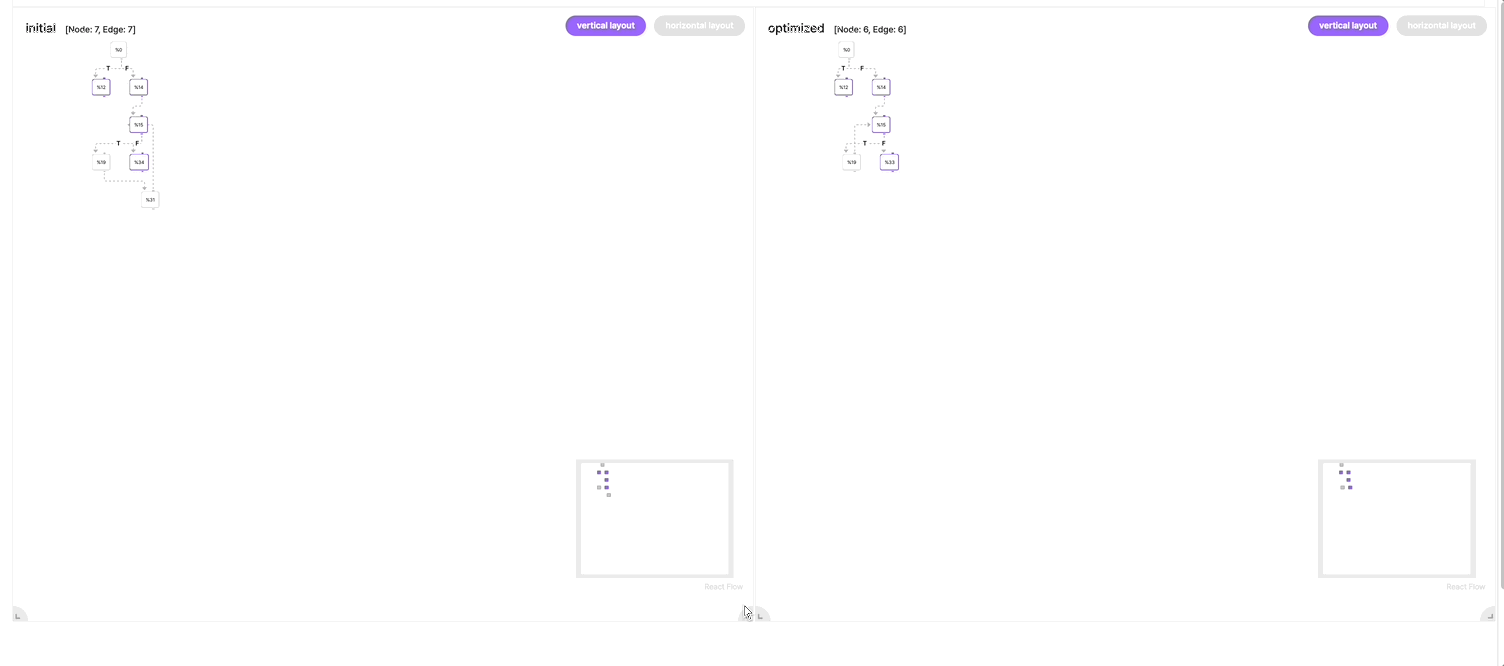 initial [Node: 7, Edge: 7] vertical layout horizontal layout
%0
T F
%12 %14
%15
T F
%19 %34
%31
React Flow
optimized [Node: 6, Edge: 6] vertical layout horizontal layout
%0
T F
%12 %14
%15
T F
%19 %33
React Flow